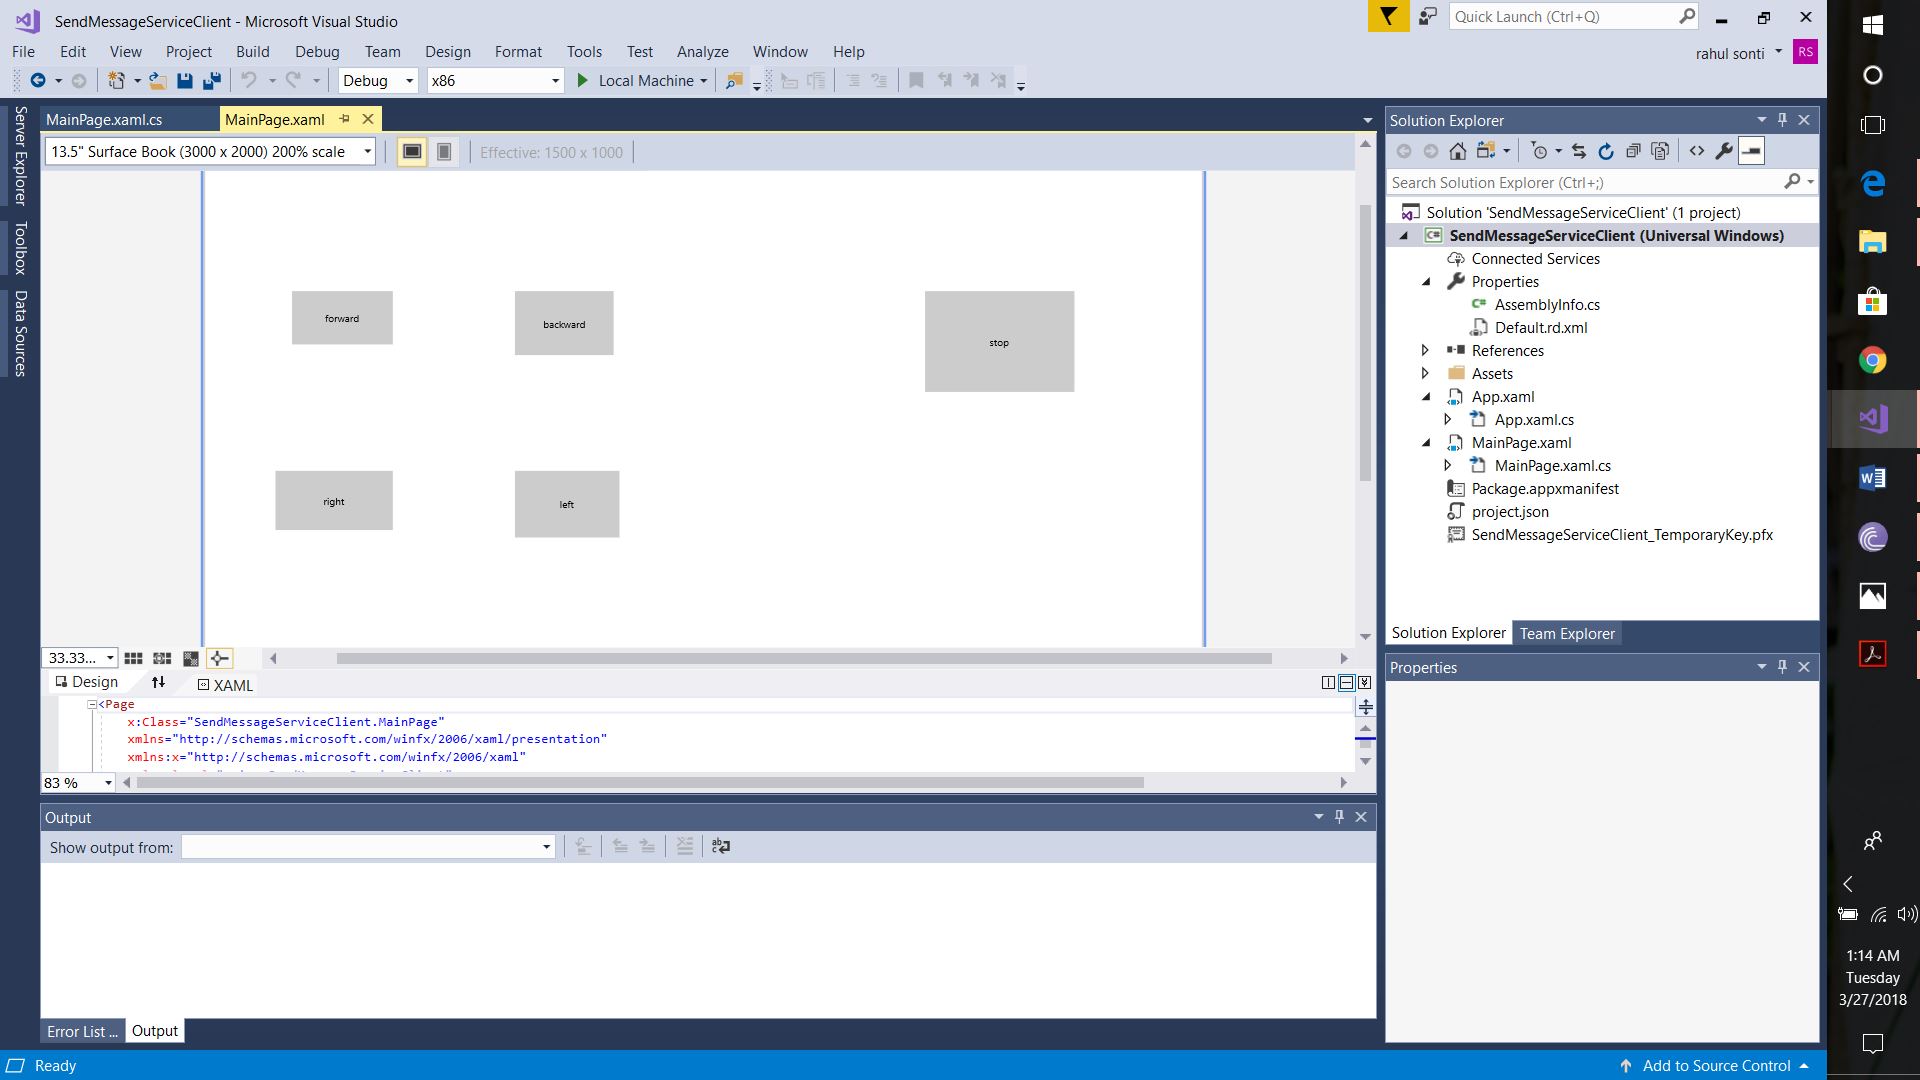 SendMessageServiceClient - Microsoft Visual Studio
Quick Launch (Ctrl+Q)
File Edit View Project Build Debug Team Design Format Tools Test Analyze Window Help
rahul sonti RS
Debug x86 Local Machine
Server Explorer
Toolbox
Data Sources
MainPage.xaml.cs MainPage.xaml
13.5" Surface Book (3000 x 2000) 200% scale Effective: 1500 x 1000
forward
backward
stop
right
left
33.33...
Design XAML
<Page
x:Class="SendMessageServiceClient.MainPage"
xmlns="http://schemas.microsoft.com/winfx/2006/xaml/presentation"
xmlns:x="http://schemas.microsoft.com/winfx/2006/xaml"
83 %
Output
Show output from:
Error List ... Output
Ready
Solution Explorer
Search Solution Explorer (Ctrl+;)
Solution 'SendMessageServiceClient' (1 project)
C# SendMessageServiceClient (Universal Windows)
Connected Services
Properties
C# AssemblyInfo.cs
Default.rd.xml
References
Assets
App.xaml
App.xaml.cs
MainPage.xaml
MainPage.xaml.cs
Package.appxmanifest
project.json
SendMessageServiceClient_TemporaryKey.pfx
Solution Explorer Team Explorer
Properties
Add to Source Control
1:14 AM
Tuesday
3/27/2018